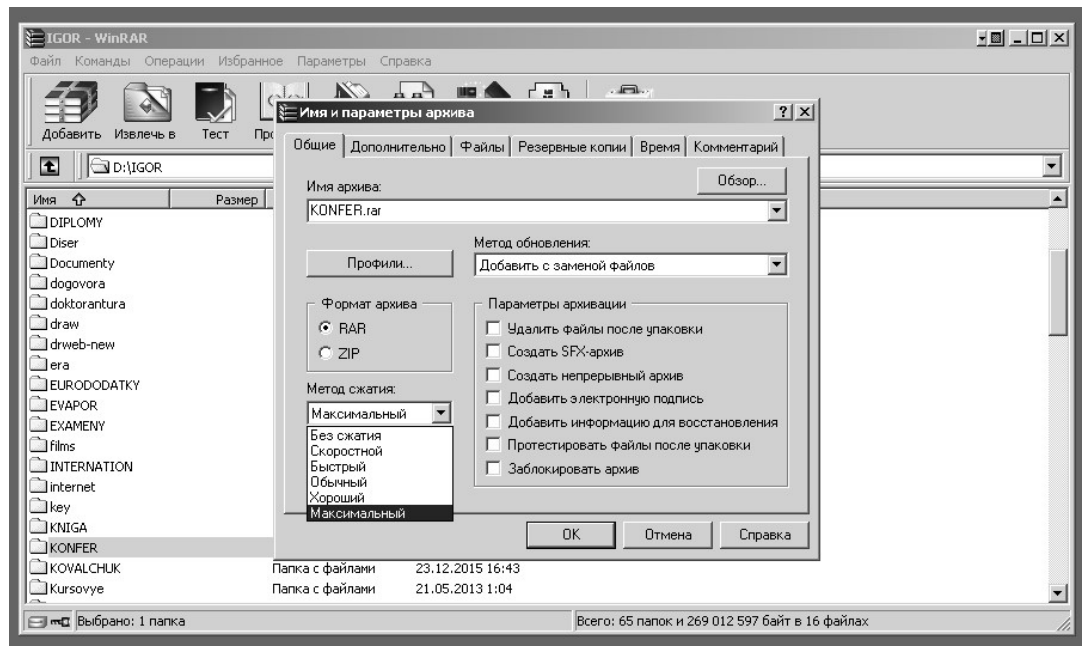 IGOR - WinRAR
Файл Команды Операции Избранное Параметры Справка
Добавить Извлечь в Тест
D:\IGOR
Имя Размер
DIPLOMY
Diser
Documenty
dogovora
doktorantura
draw
drweb-new
era
EURODODATKY
EVAPOR
EXAMENY
films
INTERNATION
internet
key
KNIGA
KONFER
KOVALCHUK Папка с файлами 23.12.2015 16:43
Kursovye Папка с файлами 21.05.2013 1:04
Выбрано: 1 папка
Всего: 65 папок и 269 012 597 байт в 16 файлах
Имя и параметры архива
Общие Дополнительно Файлы Резервные копии Время Комментарий
Имя архива:
Обзор...
KONFER.rar
Профили...
Метод обновления:
Добавить с заменой файлов
Формат архива
RAR
ZIP
Метод сжатия:
Максимальный
Без сжатия
Скоростной
Быстрый
Обычный
Хороший
Максимальный
Параметры архивации
Удалить файлы после упаковки
Создать SFX-архив
Создать непрерывный архив
Добавить электронную подпись
Добавить информацию для восстановления
Протестировать файлы после упаковки
Заблокировать архив
OK Отмена Справка